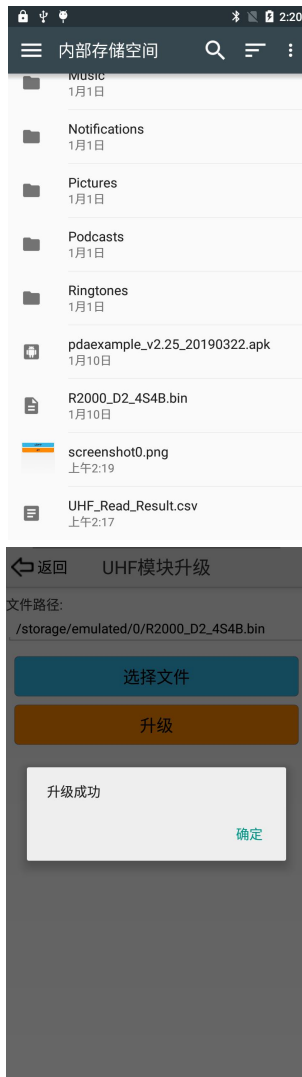 2:20
内部存储空间
Music
1月1日
Notifications
1月1日
Pictures
1月1日
Podcasts
1月1日
Ringtones
1月1日
pdaexample_v2.25_20190322.apk
1月10日
R2000_D2_4S4B.bin
1月10日
screenshot0.png
上午2:19
UHF_Read_Result.csv
上午2:17
返回 UHF模块升级
文件路径:
/storage/emulated/0/R2000_D2_4S4B.bin
选择文件
升级
升级成功
确定